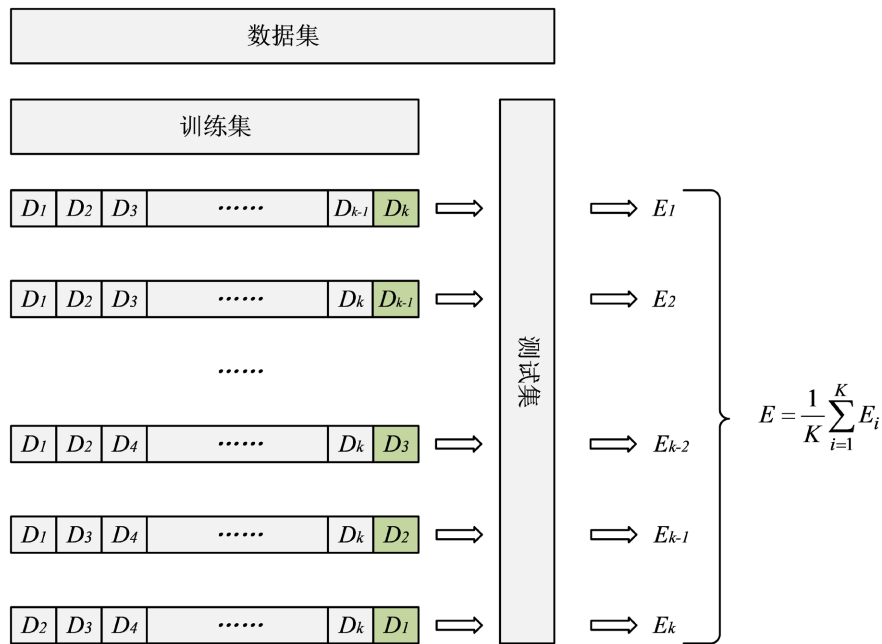 数据集
训练集
D1 D2 D3 …… Dk-1 Dk E1
D1 D2 D3 …… Dk Dk-1 E2
……
测试集
E = 1/K ∑ i=1 K Ei
D1 D2 D4 …… Dk D3 Ek-2
D1 D3 D4 …… Dk D2 Ek-1
D2 D3 D4 …… Dk D1 Ek